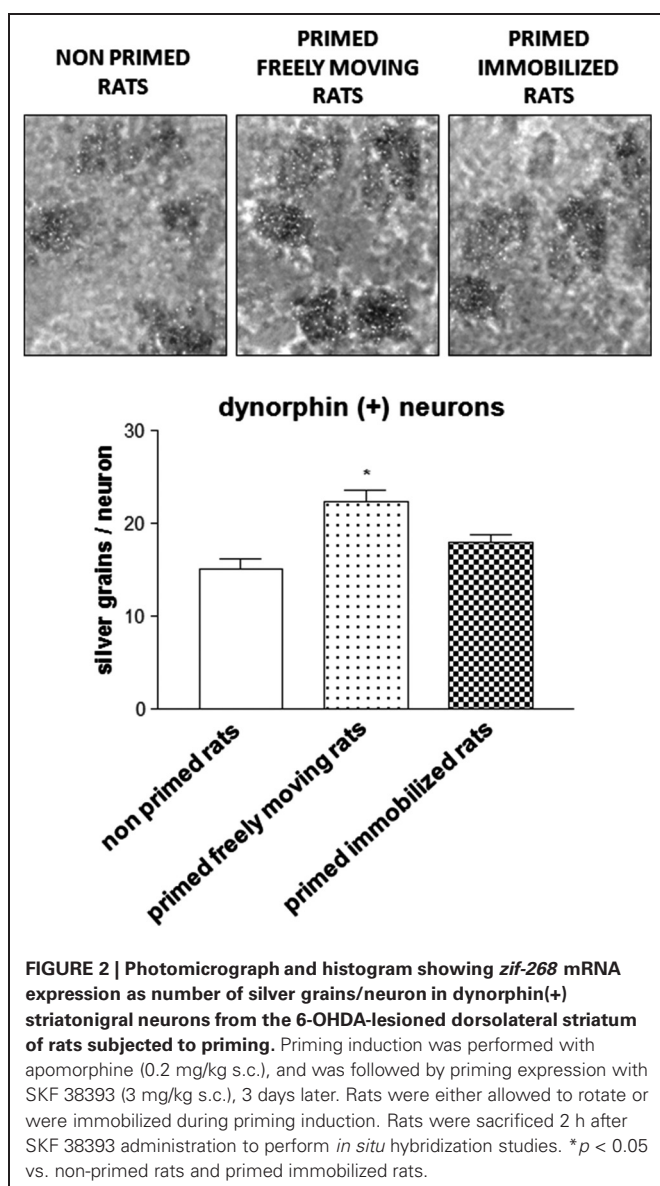 NON PRIMED
RATS
PRIMED
FREELY MOVING
RATS
PRIMED
IMMOBILIZED
RATS
dynorphin (+) neurons
silver grains / neuron
30
20
10
0
*
non primed rats
primed freely moving rats
primed immobilized rats
FIGURE 2 | Photomicrograph and histogram showing zif-268 mRNA
expression as number of silver grains/neuron in dynorphin(+)
striatonigral neurons from the 6-OHDA-lesioned dorsolateral striatum
of rats subjected to priming. Priming induction was performed with
apomorphine (0.2 mg/kg s.c.), and was followed by priming expression with
SKF 38393 (3 mg/kg s.c.), 3 days later. Rats were either allowed to rotate or
were immobilized during priming induction. Rats were sacrificed 2 h after
SKF 38393 administration to perform in situ hybridization studies. *p < 0.05
vs. non-primed rats and primed immobilized rats.